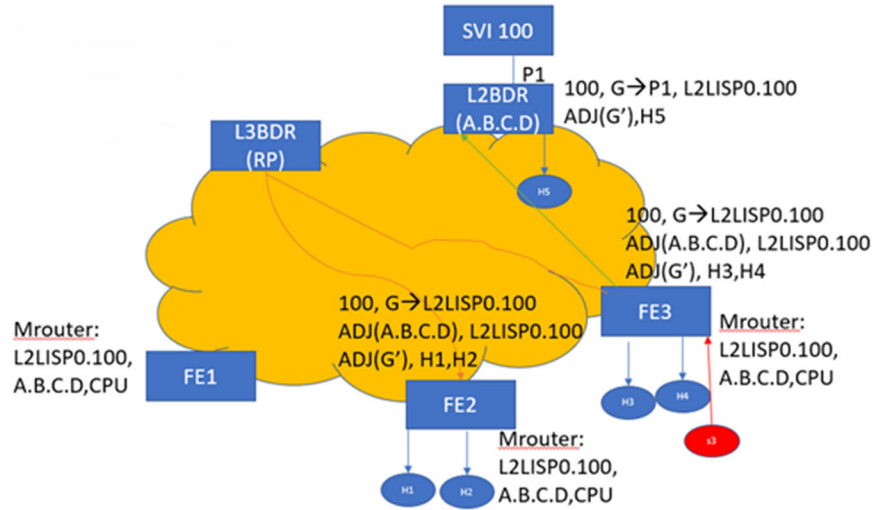 SVI 100
P1
L2BDR
(A.B.C.D)
100, G→P1, L2LISP0.100
ADJ(G'),H5
L3BDR
(RP)
H5
100, G→L2LISP0.100
ADJ(A.B.C.D), L2LISP0.100
ADJ(G'), H3,H4
FE3
100, G→L2LISP0.100
ADJ(A.B.C.D), L2LISP0.100
ADJ(G'), H1,H2
Mrouter:
L2LISP0.100,
A.B.C.D,CPU
FE1
FE2
Mrouter:
L2LISP0.100,
A.B.C.D,CPU
H3
H4
s3
Mrouter:
L2LISP0.100,
A.B.C.D,CPU
H1
H2